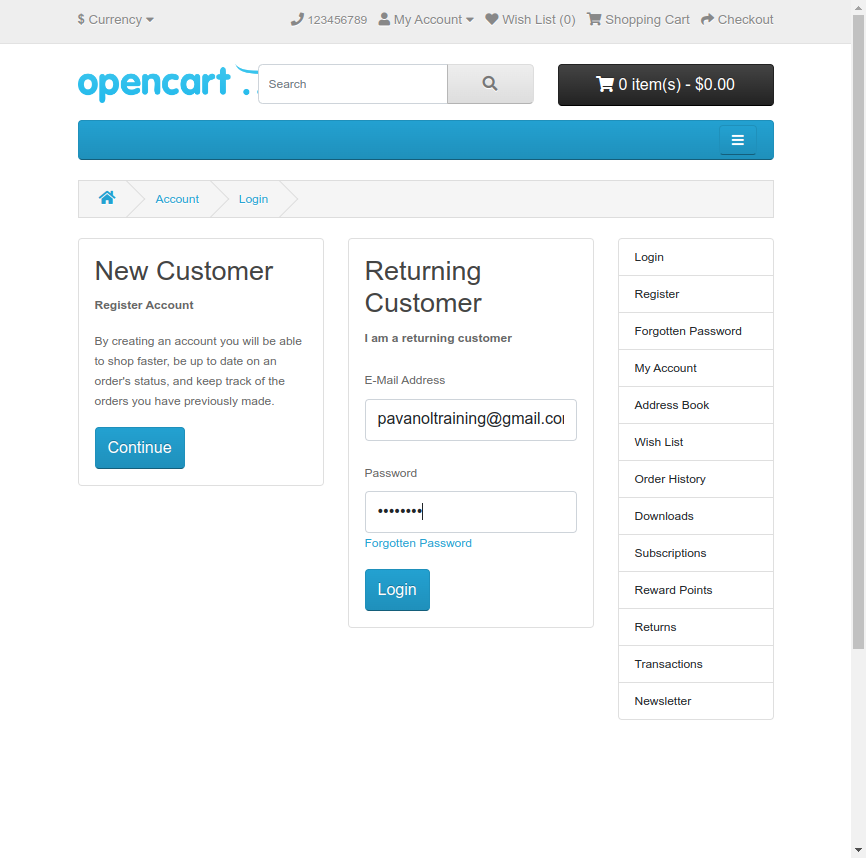 $ Currency
123456789 My Account Wish List (0) Shopping Cart Checkout
opencart
Search
0 item(s) - $0.00
Account
Login
New Customer
Register Account
By creating an account you will be able
to shop faster, be up to date on an
order's status, and keep track of the
orders you have previously made.
Continue
Returning
Customer
I am a returning customer
E-Mail Address
pavanoltraining@gmail.co
Password
••••••••
Forgotten Password
Login
Login
Register
Forgotten Password
My Account
Address Book
Wish List
Order History
Downloads
Subscriptions
Reward Points
Returns
Transactions
Newsletter